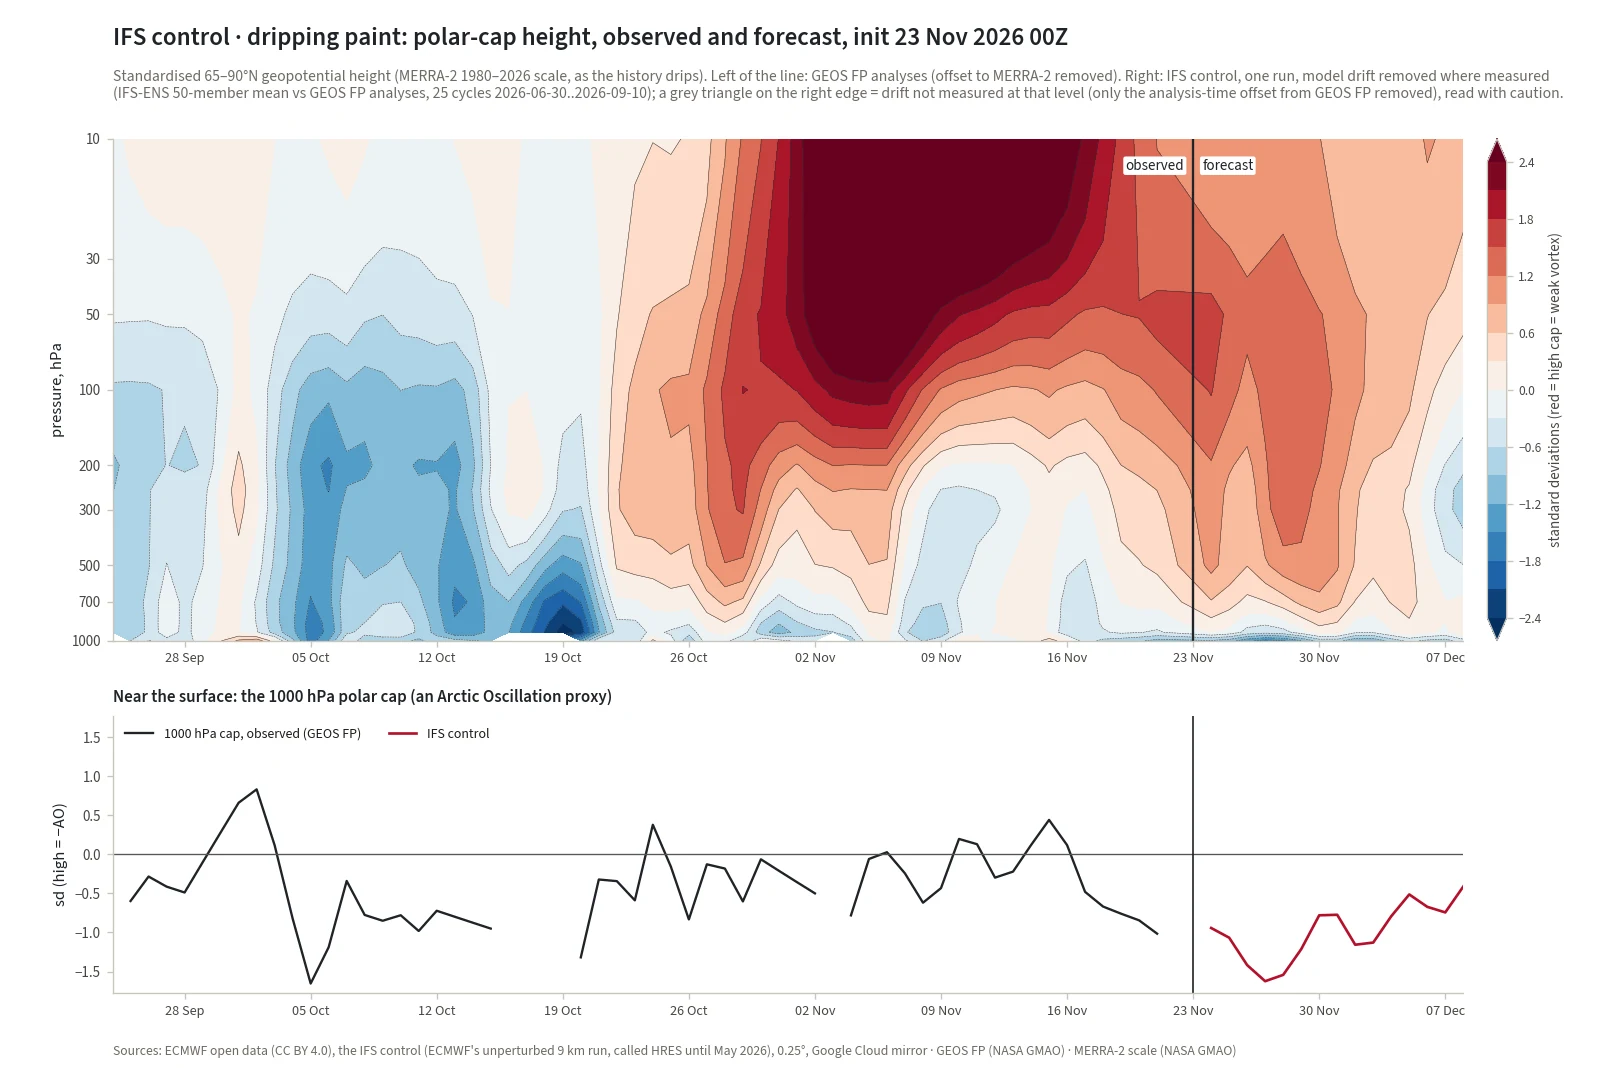 IFS control · dripping paint: polar-cap height, observed and forecast, init 23 Nov 2026 00Z
Standardised 65–90°N geopotential height (MERRA-2 1980–2026 scale, as the history drips). Left of the line: GEOS FP analyses (offset to MERRA-2 removed). Right: IFS control, one run, model drift removed where measured
(IFS-ENS 50-member mean vs GEOS FP analyses, 25 cycles 2026-06-30..2026-09-10); a grey triangle on the right edge = drift not measured at that level (only the analysis-time offset from GEOS FP removed), read with caution.
observed
forecast
pressure, hPa
10
30
50
100
200
300
500
700
1000
28 Sep
05 Oct
12 Oct
19 Oct
26 Oct
02 Nov
09 Nov
16 Nov
23 Nov
30 Nov
07 Dec
2.4
1.8
1.2
0.6
0.0
−0.6
−1.2
−1.8
−2.4
standard deviations (red = high cap = weak vortex)
Near the surface: the 1000 hPa polar cap (an Arctic Oscillation proxy)
1000 hPa cap, observed (GEOS FP)
IFS control
sd (high = −AO)
1.5
1.0
0.5
0.0
−0.5
−1.0
−1.5
28 Sep
05 Oct
12 Oct
19 Oct
26 Oct
02 Nov
09 Nov
16 Nov
23 Nov
30 Nov
07 Dec
Sources: ECMWF open data (CC BY 4.0), the IFS control (ECMWF's unperturbed 9 km run, called HRES until May 2026), 0.25°, Google Cloud mirror · GEOS FP (NASA GMAO) · MERRA-2 scale (NASA GMAO)